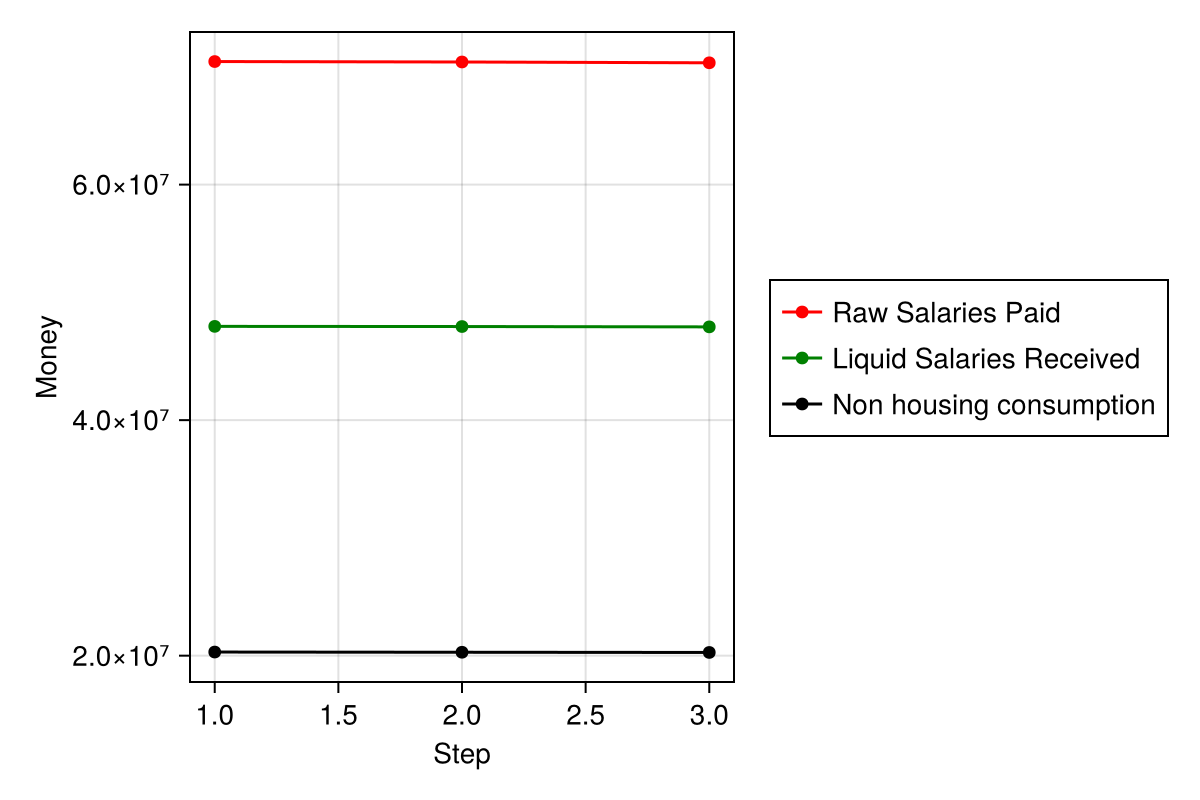 Money
6.0×10⁷
4.0×10⁷
2.0×10⁷
1.0 1.5 2.0 2.5 3.0
Step
Raw Salaries Paid
Liquid Salaries Received
Non housing consumption